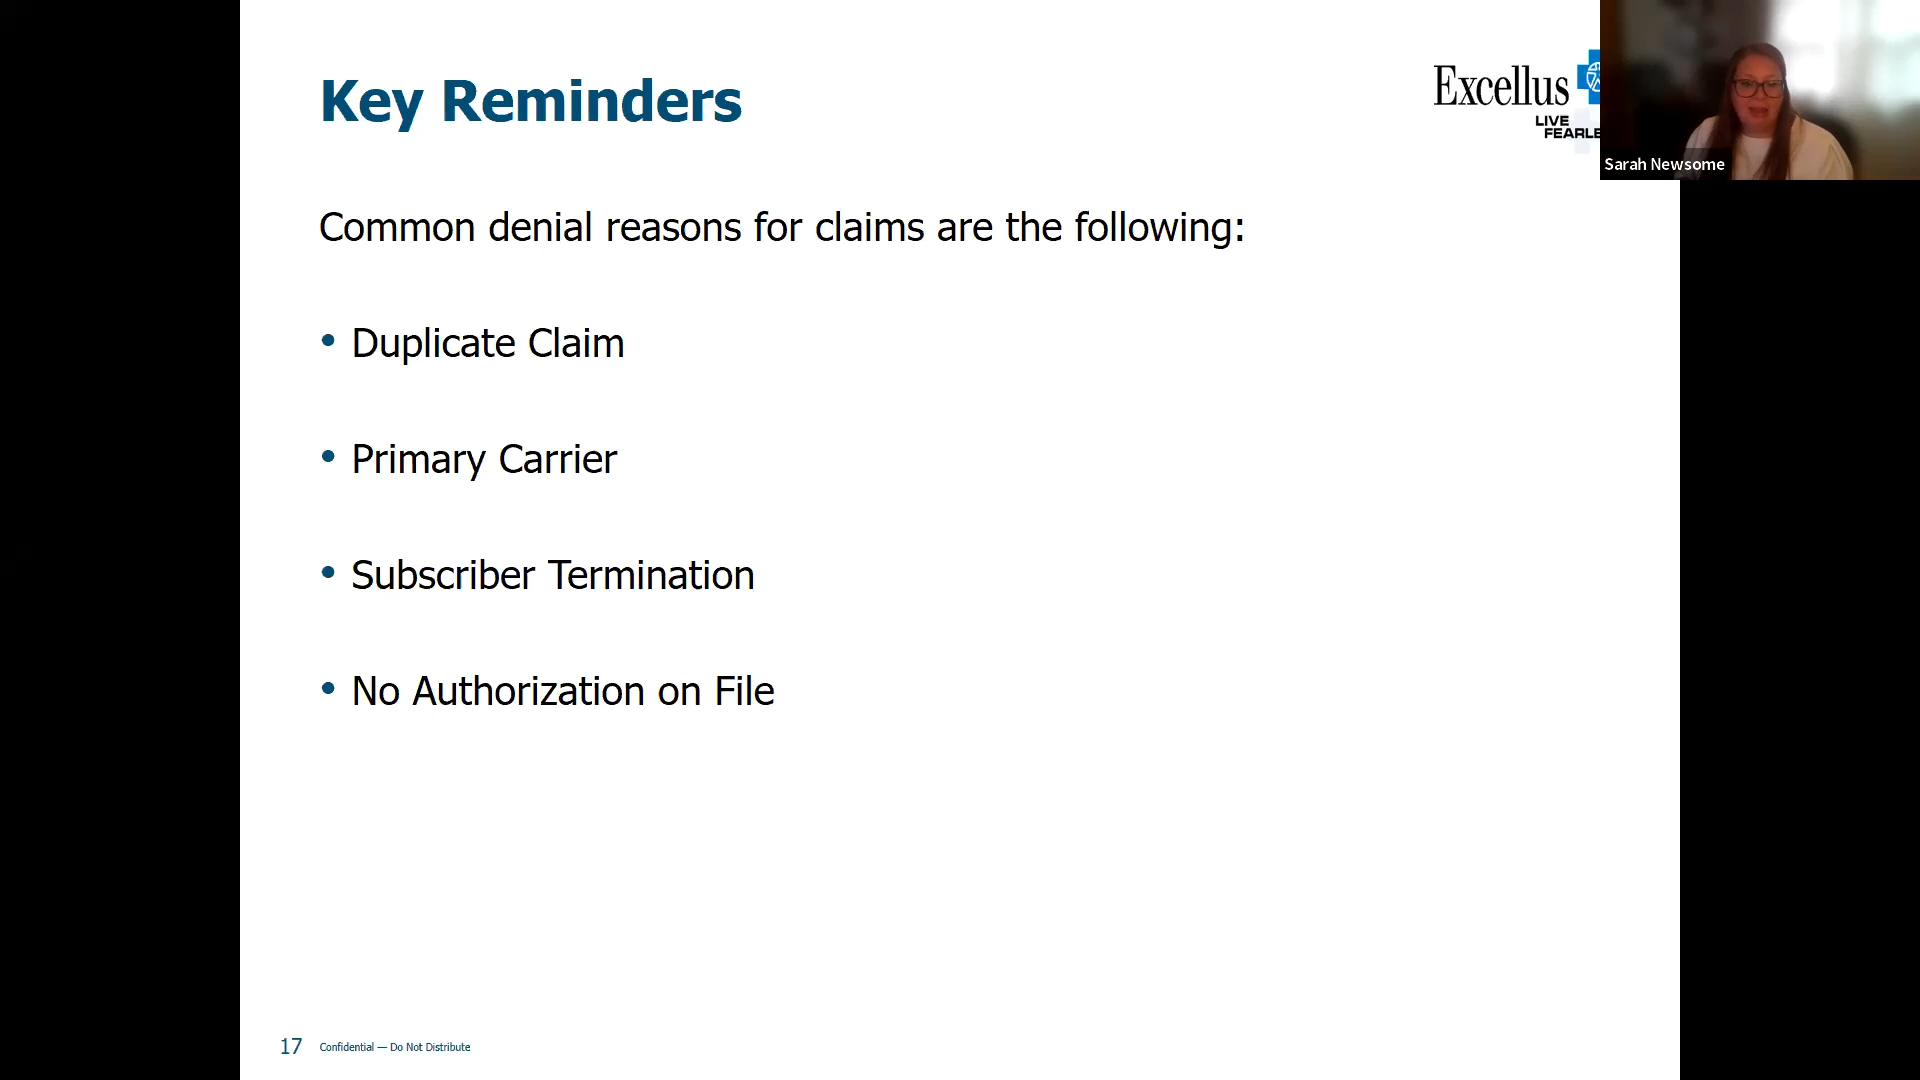 Key Reminders
Excellus
LIVE
Sarah Newsome
Common denial reasons for claims are the following:
• Duplicate Claim
• Primary Carrier
• Subscriber Termination
• No Authorization on File
17 Confidential — Do Not Distribute